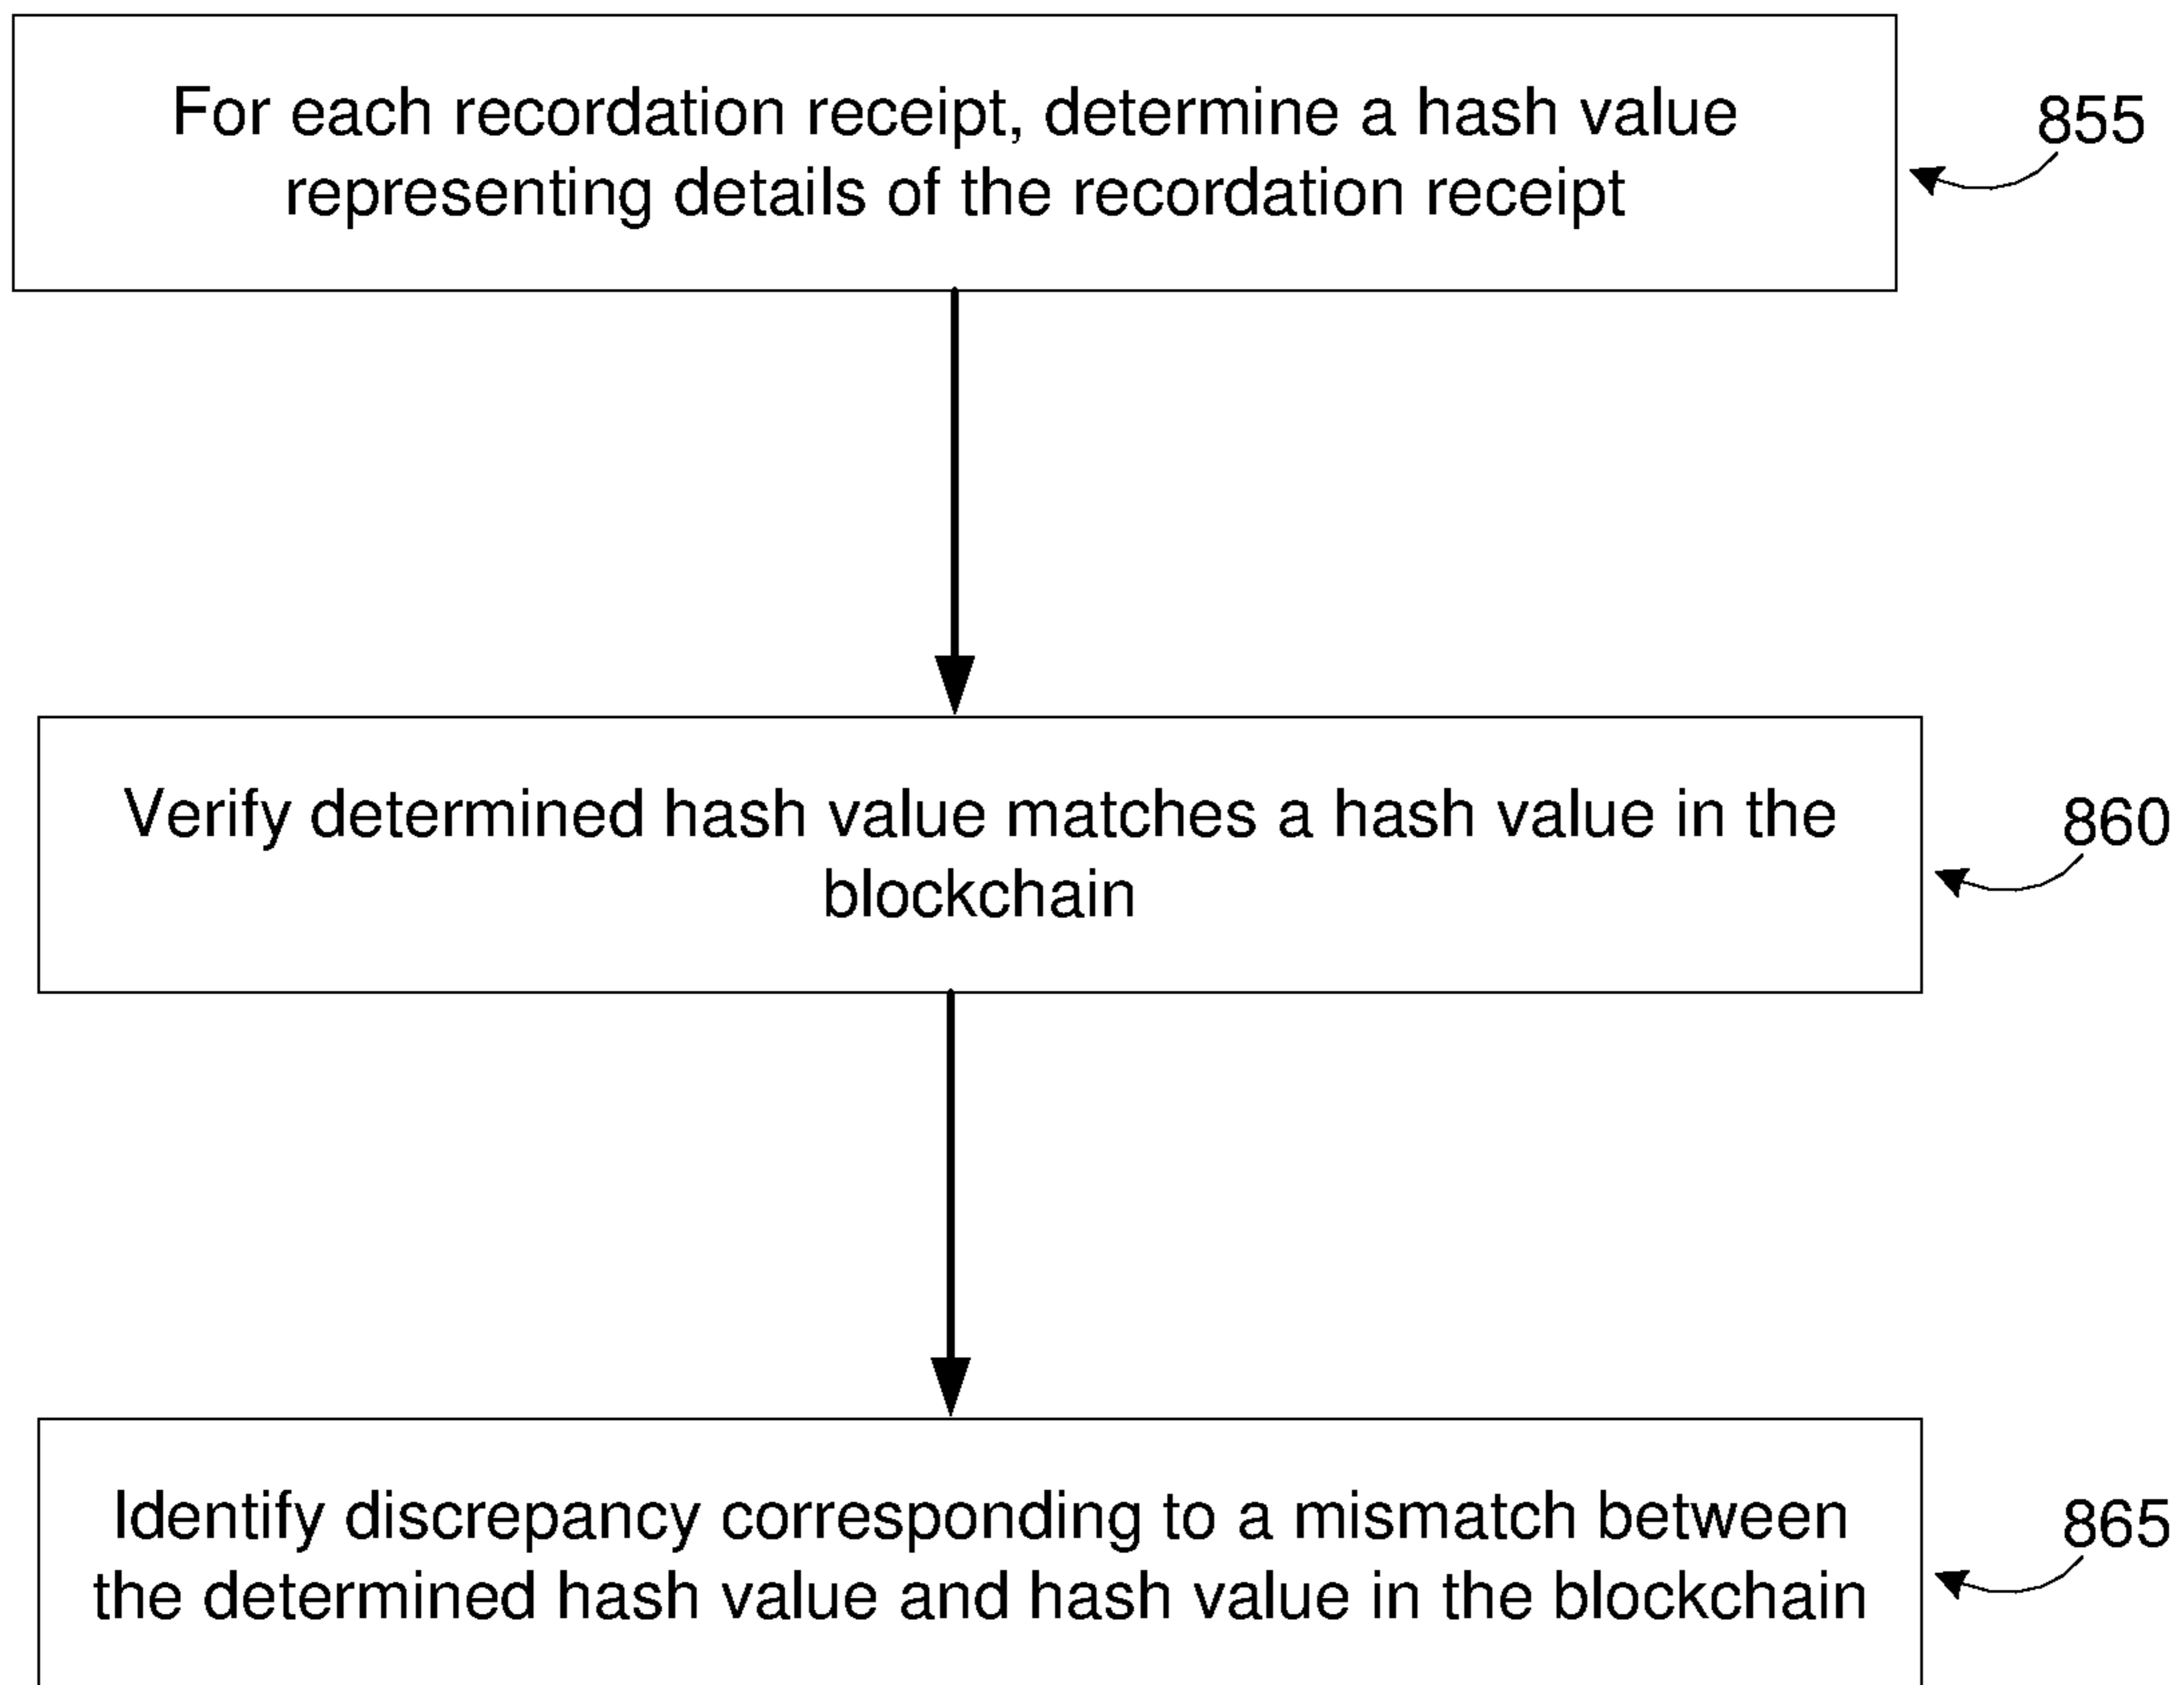 For each recordation receipt, determine a hash value
representing details of the recordation receipt
855
Verify determined hash value matches a hash value in the
blockchain
860
Identify discrepancy corresponding to a mismatch between
the determined hash value and hash value in the blockchain
865